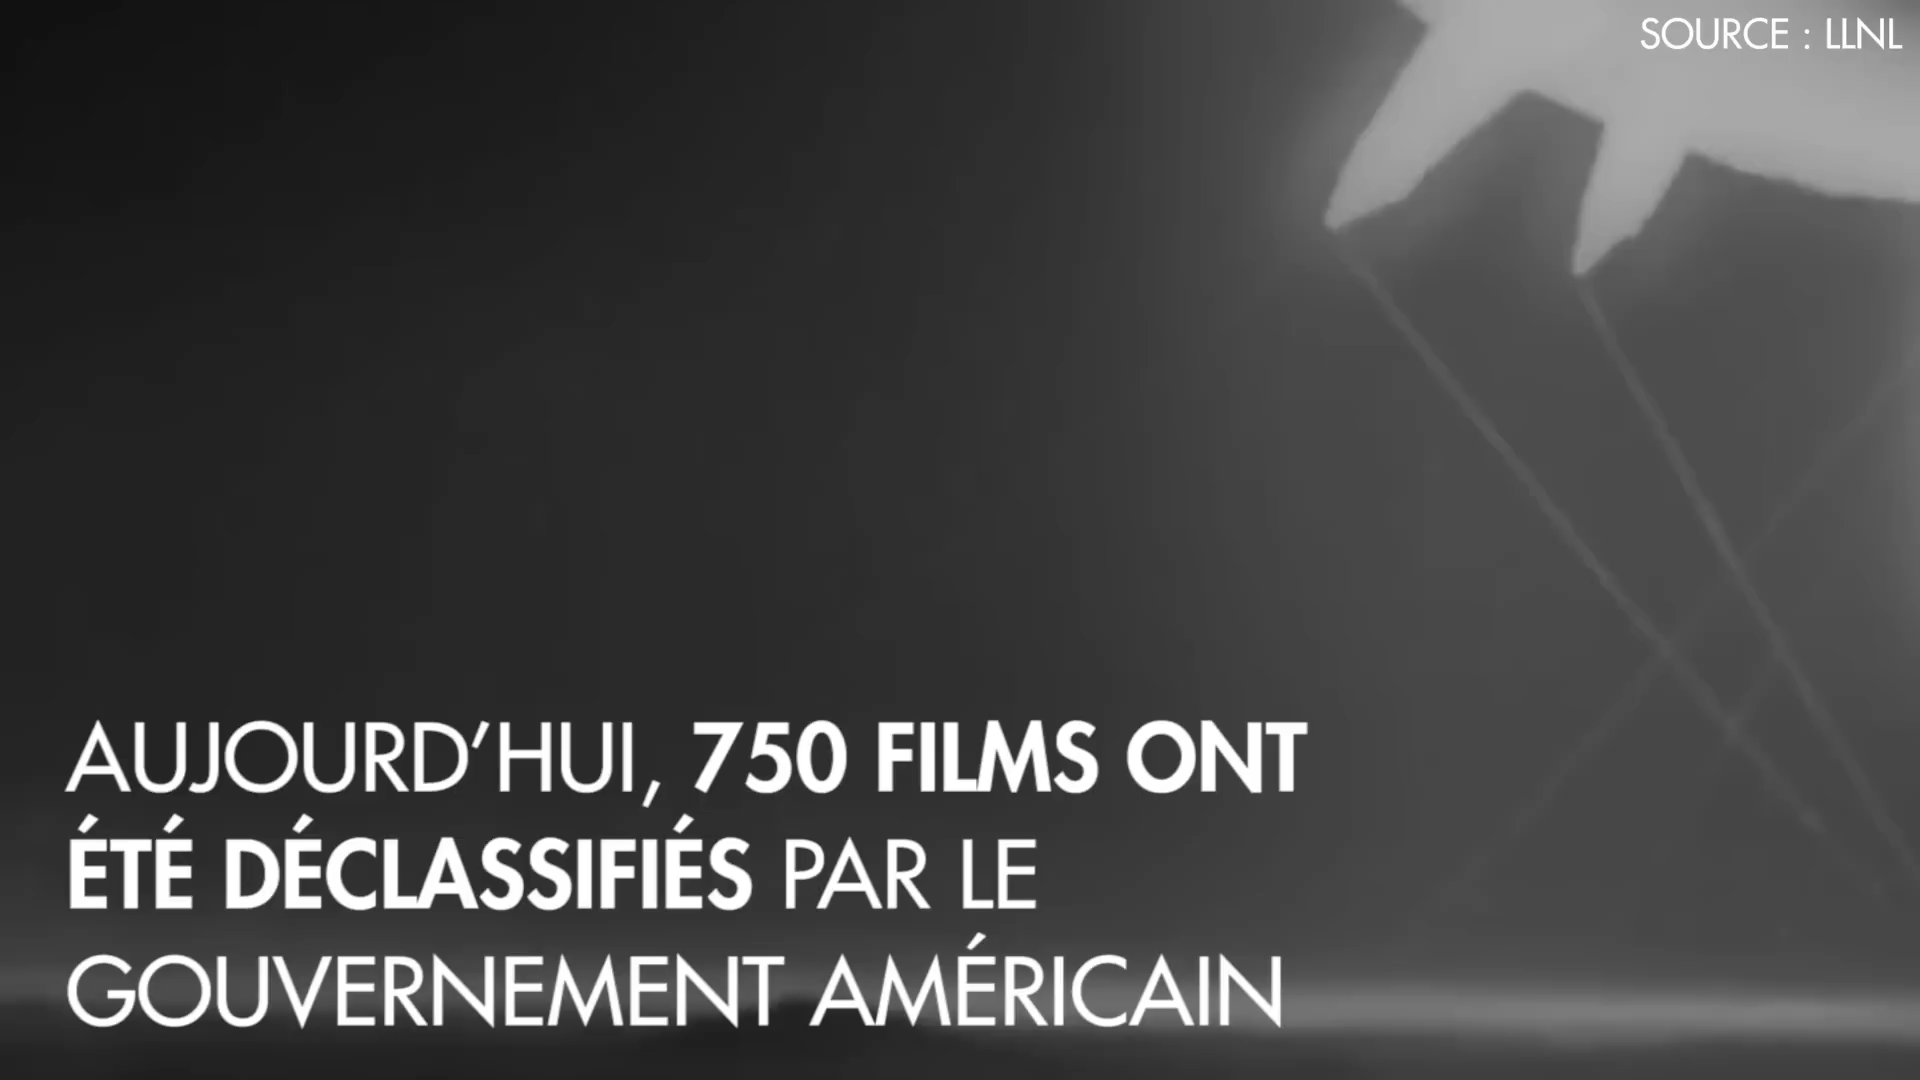 SOURCE : LLNL
AUJOURD’HUI, 750 FILMS ONT
ÉTÉ DÉCLASSIFIÉS PAR LE
GOUVERNEMENT AMÉRICAIN